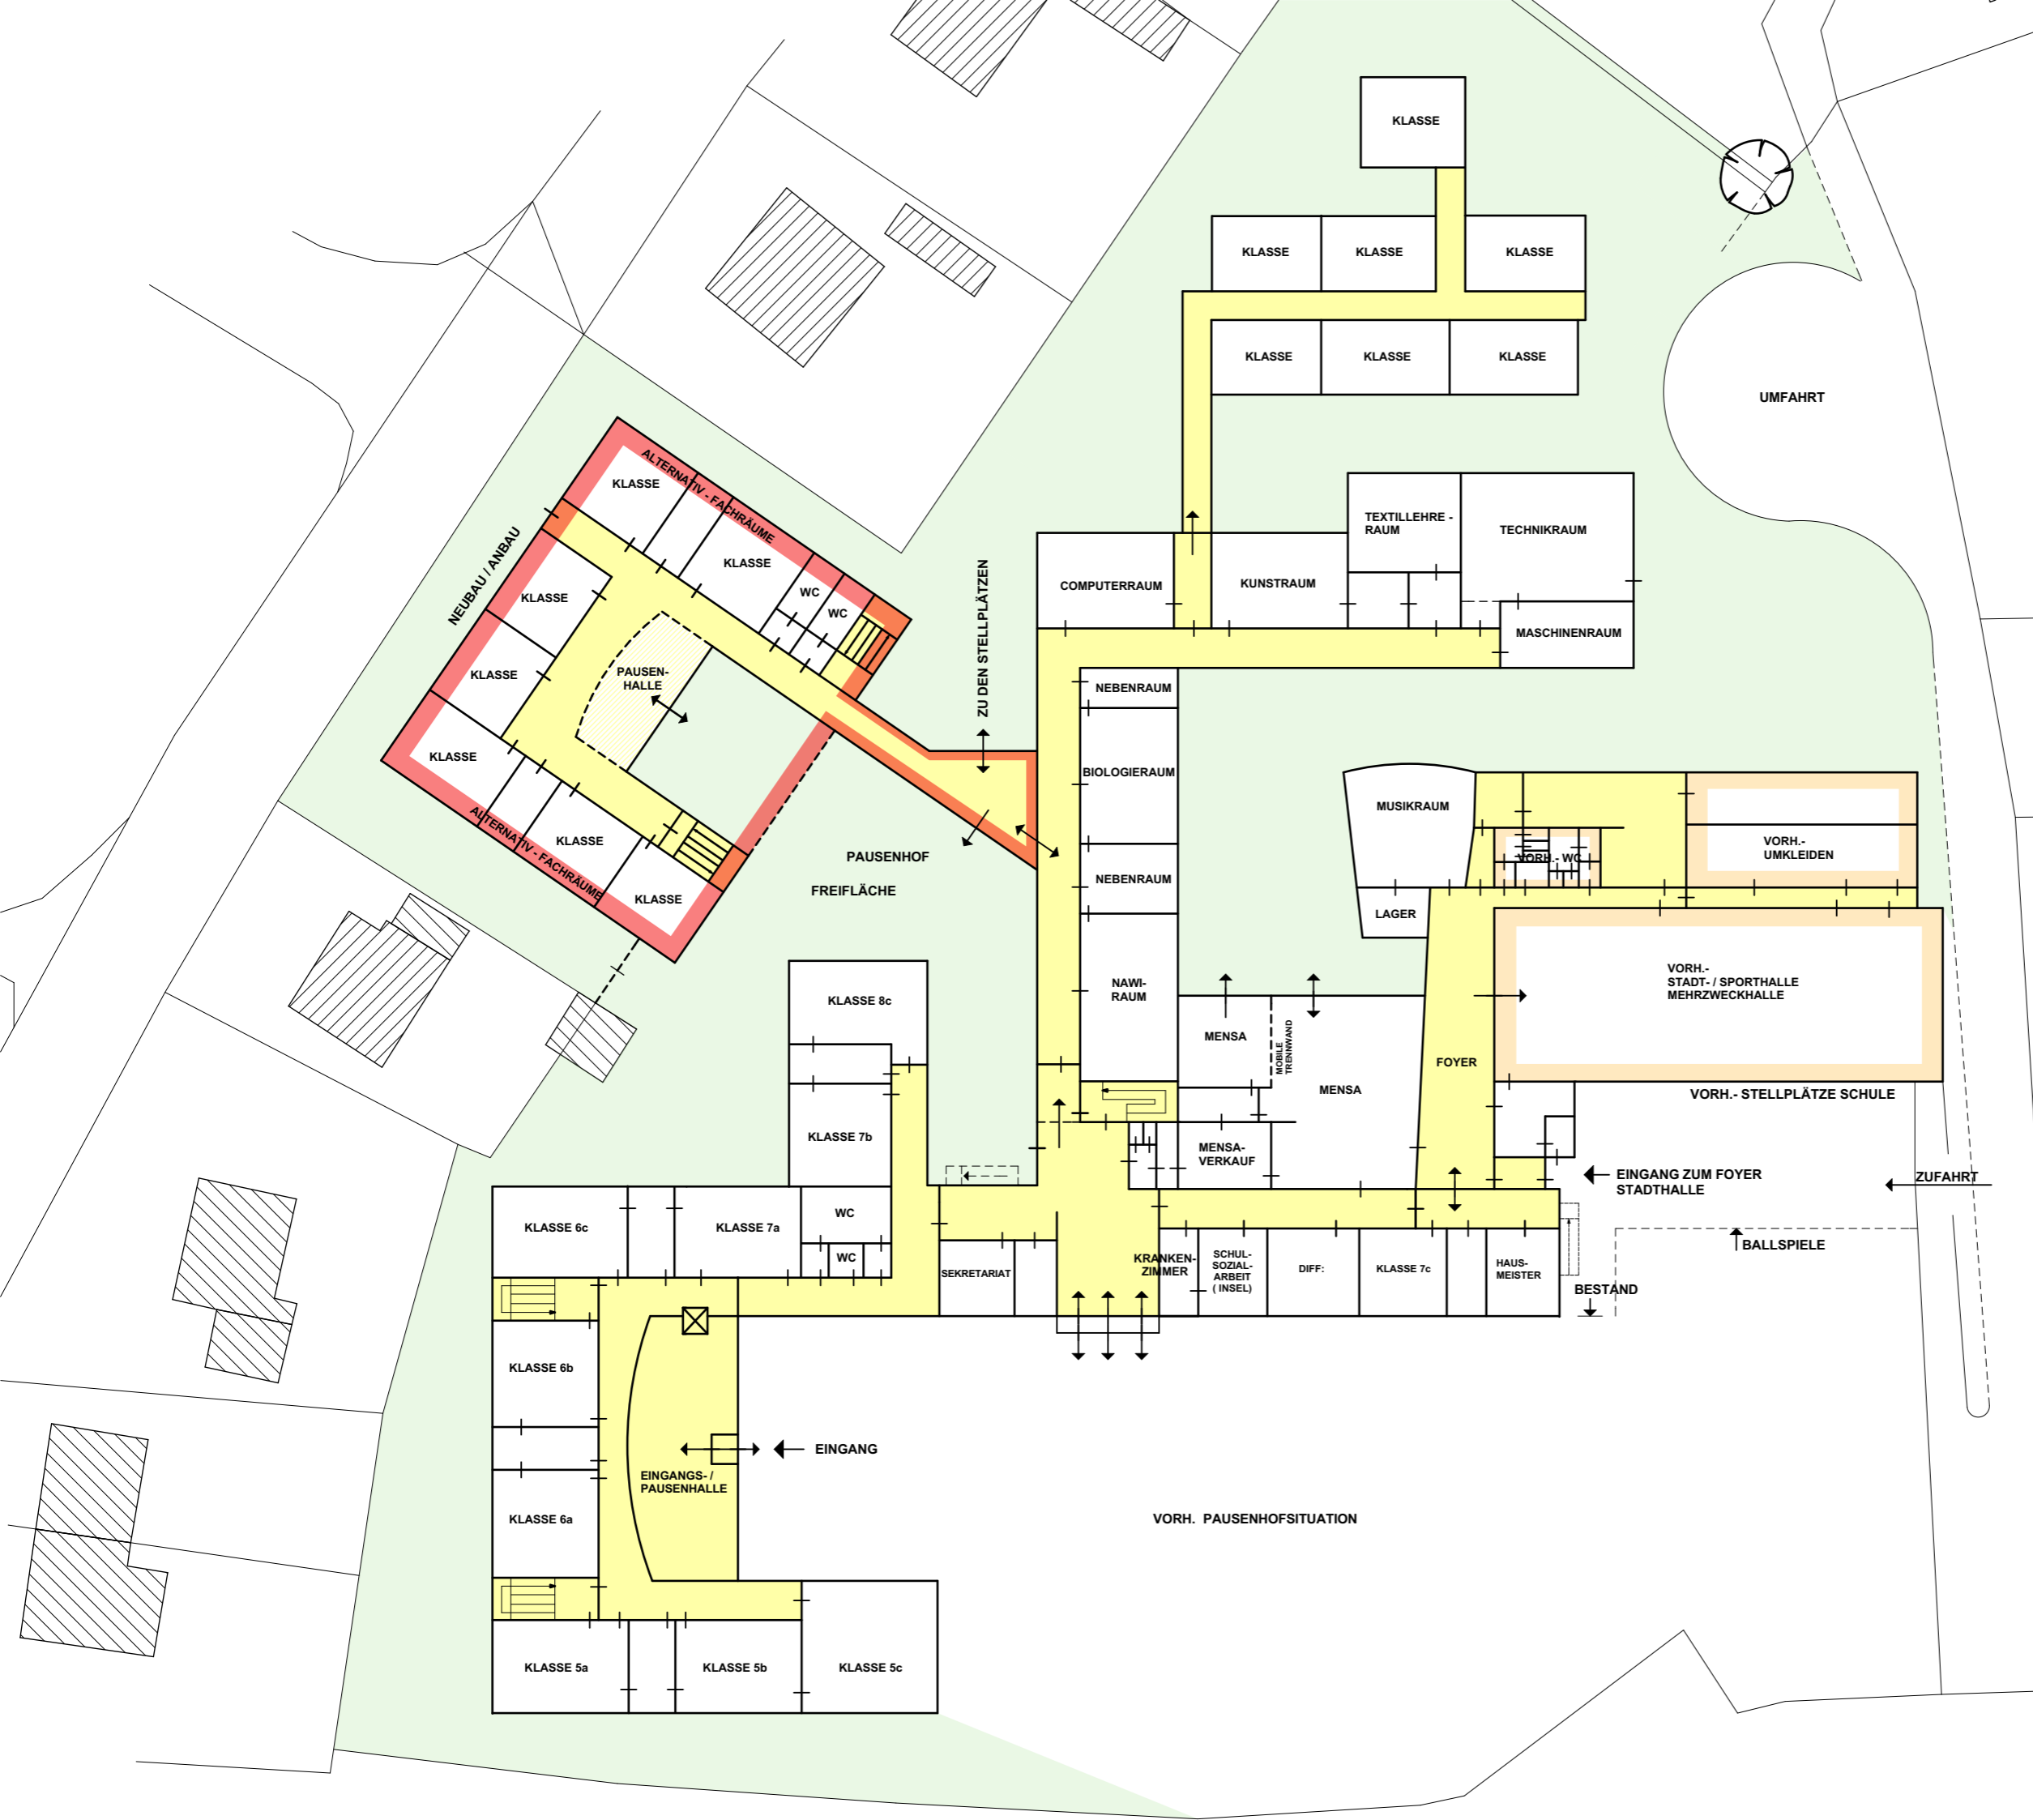 KLASSE
KLASSE
KLASSE
KLASSE
KLASSE
KLASSE
KLASSE
UMFAHRT
ALTERNATIV - FACHRÄUME
KLASSE
KLASSE
WC
WC
NEUBAU / ANBAU
KLASSE
KLASSE
PAUSEN-
HALLE
KLASSE
KLASSE
KLASSE
ALTERNATIV - FACHRÄUME
ZU DEN STELLPLÄTZEN
PAUSENHOF
FREIFLÄCHE
COMPUTERRAUM
KUNSTRAUM
TEXTILLEHRE -
RAUM
TECHNIKRAUM
MASCHINENRAUM
NEBENRAUM
BIOLOGIERAUM
NEBENRAUM
NAWI-
RAUM
MUSIKRAUM
LAGER
VORH.- WC
VORH.-
UMKLEIDEN
VORH.-
STADT- / SPORTHALLE
MEHRZWECKHALLE
MENSA
MOBILE
TRENNWAND
MENSA
FOYER
MENSA-
VERKAUF
VORH.- STELLPLÄTZE SCHULE
EINGANG ZUM FOYER
STADTHALLE
ZUFAHRT
BALLSPIELE
BESTAND
KLASSE 8c
KLASSE 7b
KLASSE 6c
KLASSE 7a
WC
WC
SEKRETARIAT
KRANKEN-
ZIMMER
SCHUL-
SOZIAL-
ARBEIT
( INSEL)
DIFF:
KLASSE 7c
HAUS-
MEISTER
KLASSE 6b
EINGANG
EINGANGS- /
PAUSENHALLE
KLASSE 6a
VORH. PAUSENHOFSITUATION
KLASSE 5a
KLASSE 5b
KLASSE 5c